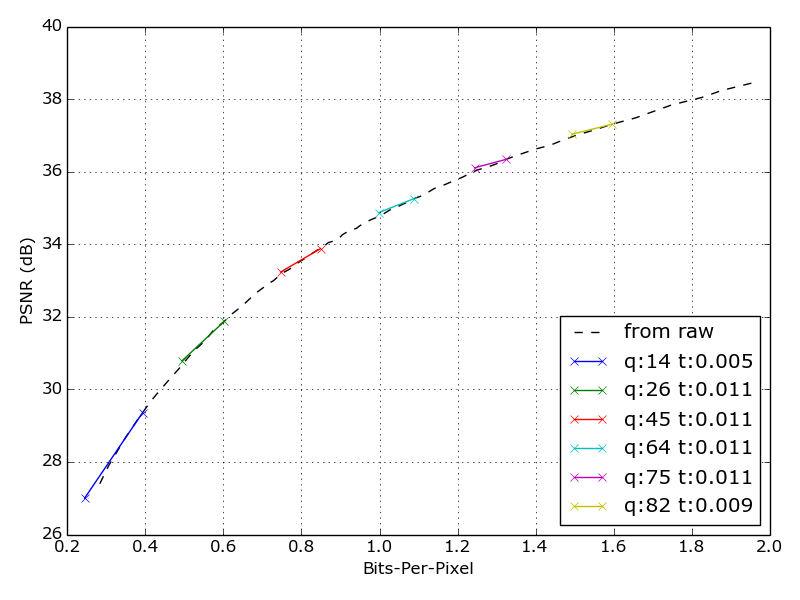 40
38
36
34
32
30
28
26
PSNR (dB)
from raw
q:14 t:0.005
q:26 t:0.011
q:45 t:0.011
q:64 t:0.011
q:75 t:0.011
q:82 t:0.009
0.2 0.4 0.6 0.8 1.0 1.2 1.4 1.6 1.8 2.0
Bits-Per-Pixel